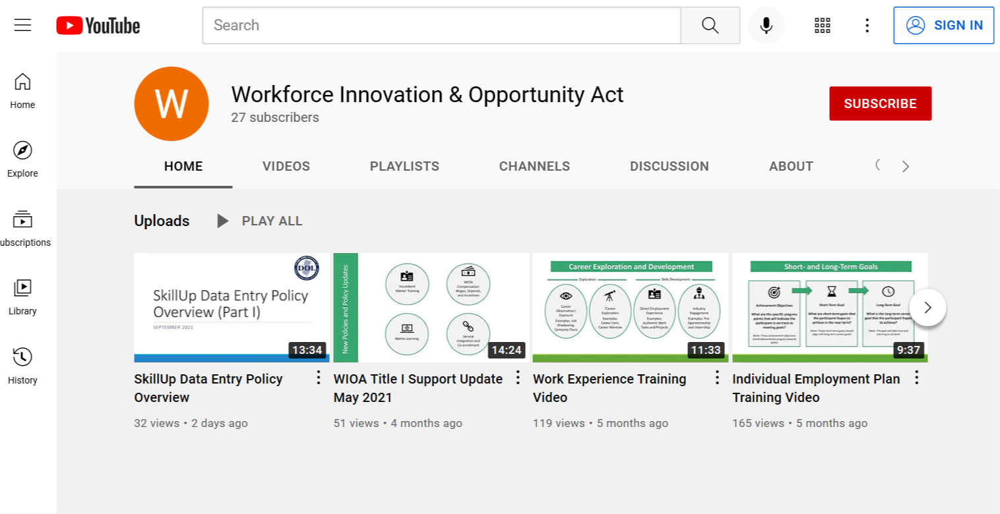 YouTube
Search
SIGN IN
Home
Explore
ubscriptions
Library
History
W
Workforce Innovation & Opportunity Act
27 subscribers
SUBSCRIBE
HOME VIDEOS PLAYLISTS CHANNELS DISCUSSION ABOUT
Uploads
PLAY ALL
DOL
SkillUp Data Entry Policy
Overview (Part I)
SEPTEMBER 2021
13:34
SkillUp Data Entry Policy
Overview
32 views • 2 days ago
New Policies and Policy Updates
Incumbent
Worker Training
WIOA
Compensation:
Wages, Stipends,
and Incentives
Metrix Learning
Service
Integration and
Co-enrollment
14:24
WIOA Title I Support Update
May 2021
51 views • 4 months ago
Career Exploration and Development
Exploration
Skills Development
Career
Observation/
Exposure
Examples: Job
Shadowing,
Company Tours
Career
Exploration
Examples:
Career Fairs,
Career Mentors
Direct Employment
Experience
Examples:
Authentic Work
Tasks and Projects
Industry
Engagement
Examples: Pre-
Apprenticeship
and Internship
11:33
Work Experience Training
Video
119 views • 5 months ago
Short- and Long-Term Goals
Achievement Objectives
What are the specific progress
points that will indicate the
participant is on-track to
meeting goals?
Short-Term Goal
What are short-term goals that
the participant hopes to
achieve in the near term?
Long-Term Goal
What is the long-term career
goal that the participant hopes
to achieve?
9:37
Individual Employment Plan
Training Video
165 views • 5 months ago